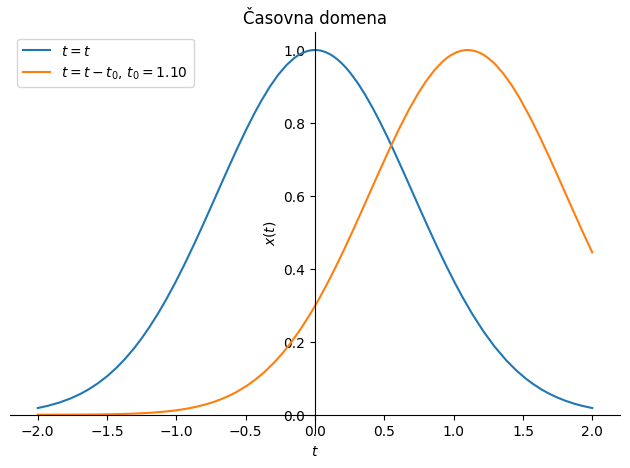 Časovna domena
t = t
t = t − t₀, t₀ = 1.10
1.0
0.8
x(t)
0.6
0.4
0.2
0.0
−2.0 −1.5 −1.0 −0.5 0.0 0.5 1.0 1.5 2.0
t